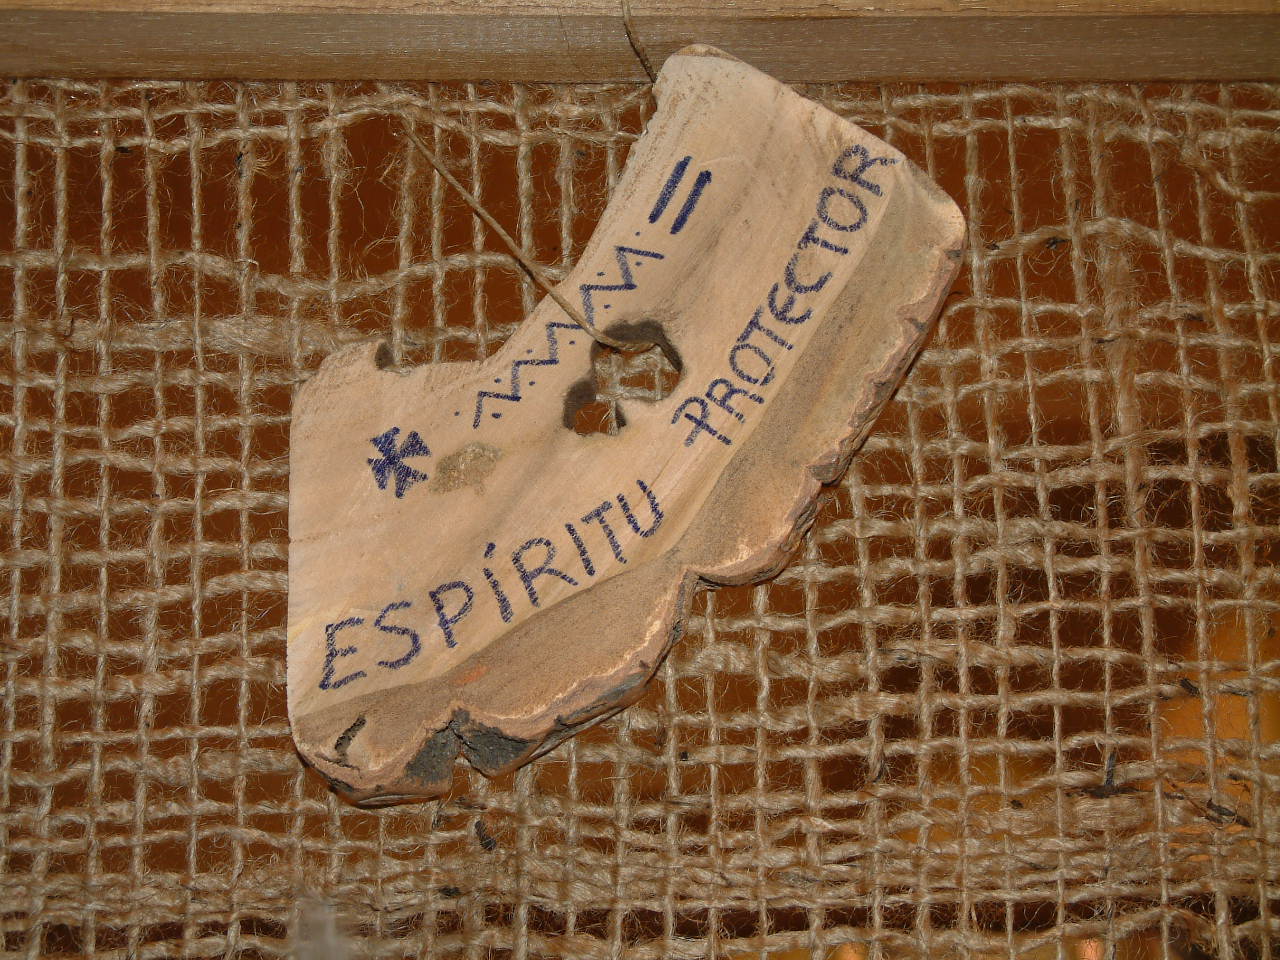 =
ESPÍRITU PROTECTOR